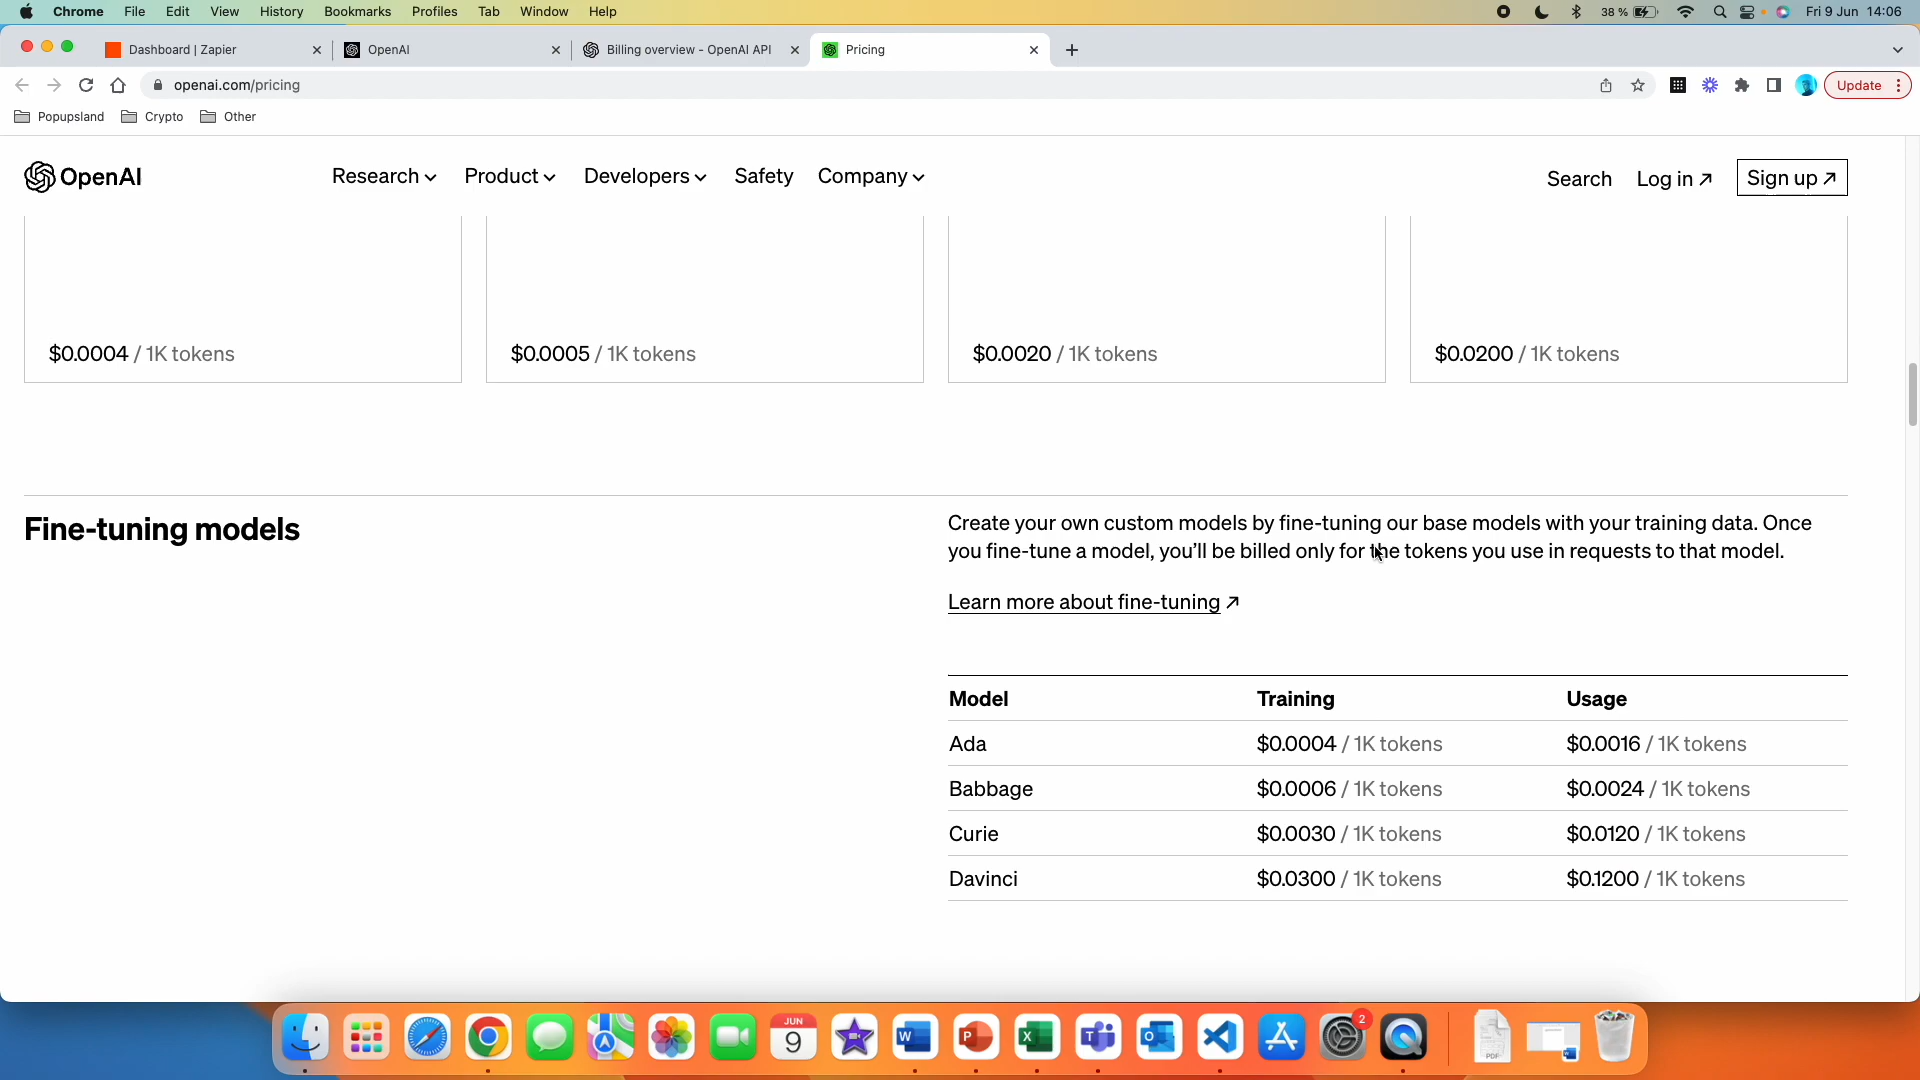 Chrome File Edit View History Bookmarks Profiles Tab Window Help 38 % Fri 9 Jun 14:06
Dashboard | Zapier OpenAI Billing overview - OpenAI API Pricing
openai.com/pricing Update
Popupsland Crypto Other
OpenAI Research Product Developers Safety Company Search Log in ↗ Sign up ↗
$0.0004 / 1K tokens $0.0005 / 1K tokens $0.0020 / 1K tokens $0.0200 / 1K tokens
Fine-tuning models
Create your own custom models by fine-tuning our base models with your training data. Once
you fine-tune a model, you’ll be billed only for the tokens you use in requests to that model.
Learn more about fine-tuning ↗
Model Training Usage
Ada $0.0004 / 1K tokens $0.0016 / 1K tokens
Babbage $0.0006 / 1K tokens $0.0024 / 1K tokens
Curie $0.0030 / 1K tokens $0.0120 / 1K tokens
Davinci $0.0300 / 1K tokens $0.1200 / 1K tokens
JUN
9
W P X T O
2
PDF
W